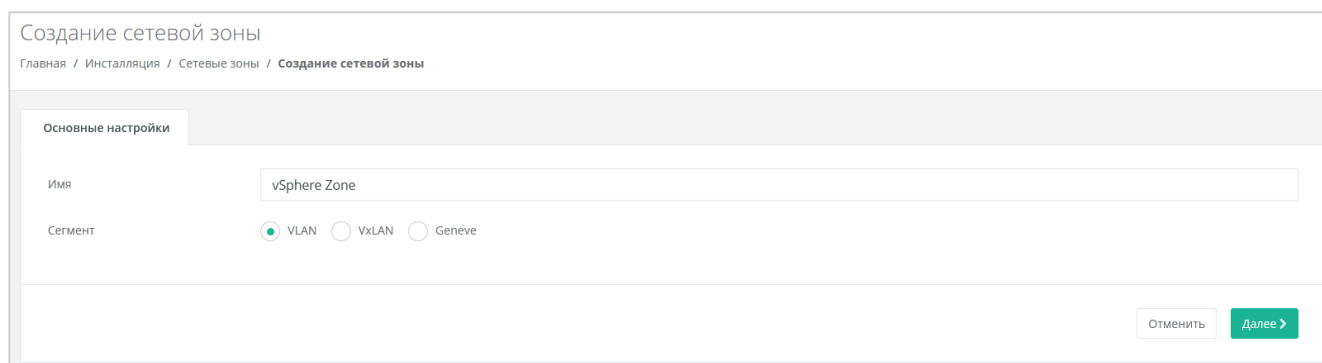 Создание сетевой зоны
Главная / Инсталляция / Сетевые зоны / Создание сетевой зоны
Основные настройки
Имя vSphere Zone
Сегмент VLAN VxLAN Geneve
Отменить Далее